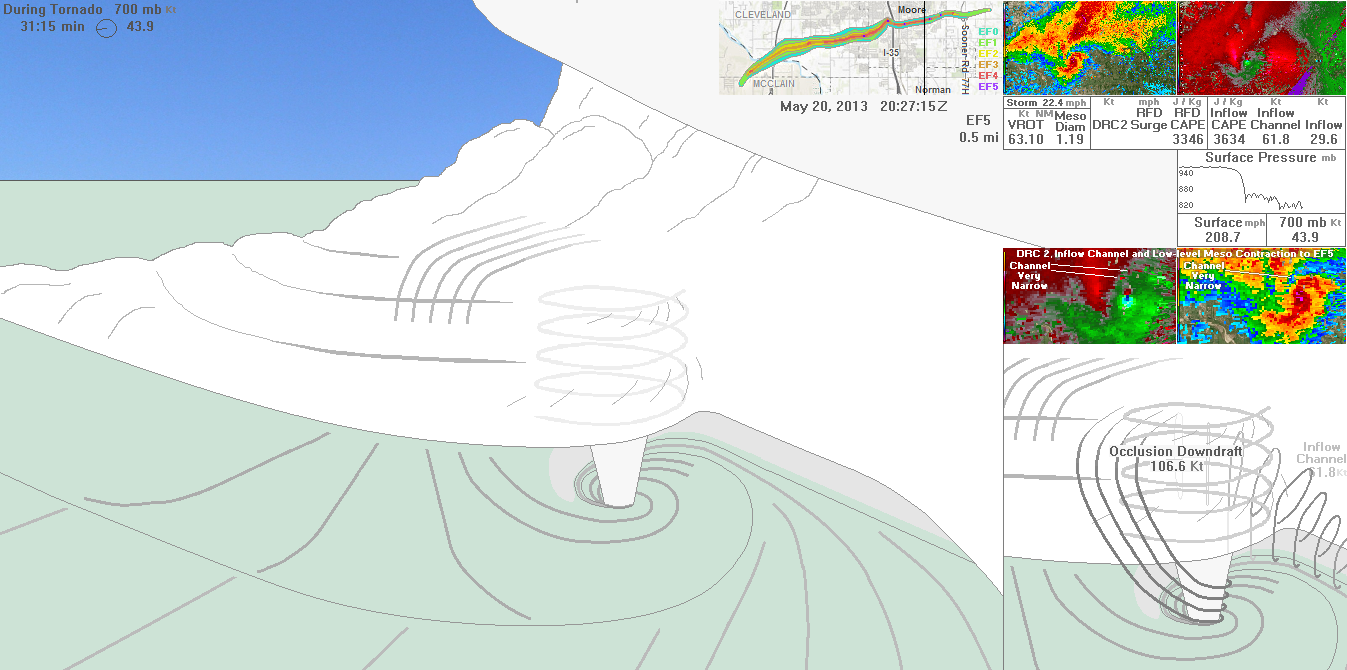 During Tornado 700 mb Kt
31:15 min 43.9
CLEVELAND
Moore
I-35
Sooner Rd
77H
MCCLAIN
Norman
EF0
EF1
EF2
EF3
EF4
EF5
May 20, 2013 20:27:15Z
EF5
0.5 mi
Storm 22.4 mph
Kt NM
VROT Meso Diam
63.10 1.19
Kt mph J / Kg
DRC2 RFD Surge RFD CAPE
3346
J / Kg Kt Kt
Inflow CAPE Inflow Channel Inflow
3634 61.8 29.6
Surface Pressure mb
940
880
820
Surface mph 700 mb Kt
208.7 43.9
DRC 2, Inflow Channel and Low-level Meso Contraction to EF5
Channel
Very
Narrow
Channel
Very
Narrow
Occlusion Downdraft
106.6 Kt
Inflow
Channel
61.8 Kt